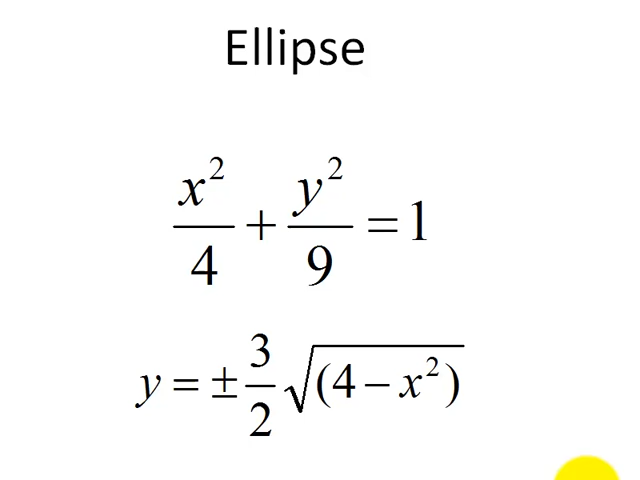 Ellipse
x²/4 + y²/9 = 1
y = ± 3/2 √(4 − x²)